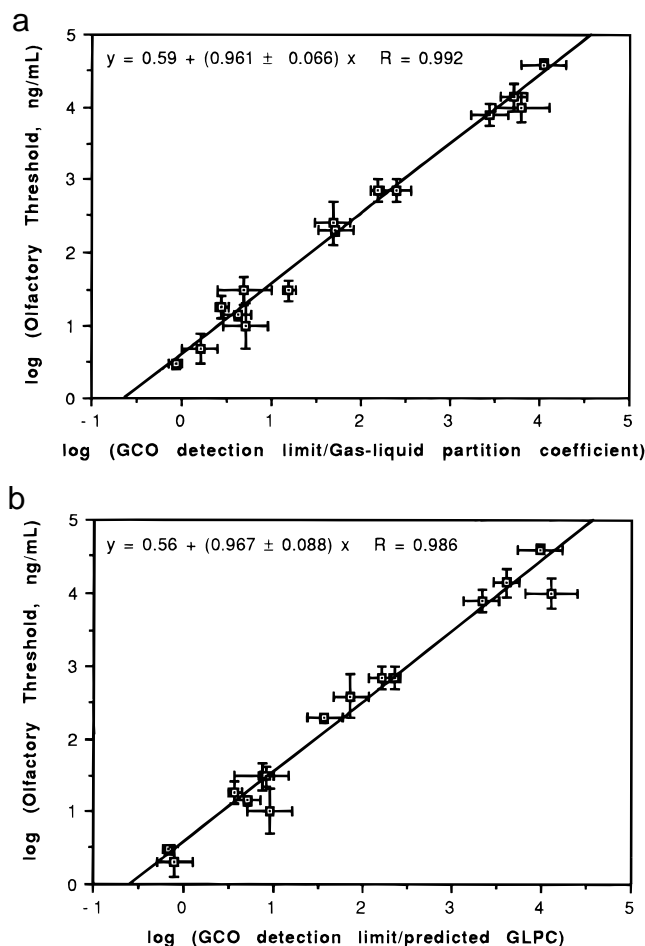 a
y = 0.59 + (0.961 ± 0.066) x R = 0.992
5
4
3
2
1
0
-1 0 1 2 3 4 5
log (Olfactory Threshold, ng/mL)
log (GCO detection limit/Gas-liquid partition coefficient)
b
y = 0.56 + (0.967 ± 0.088) x R = 0.986
5
4
3
2
1
0
-1 0 1 2 3 4 5
log (Olfactory Threshold, ng/mL)
log (GCO detection limit/predicted GLPC)